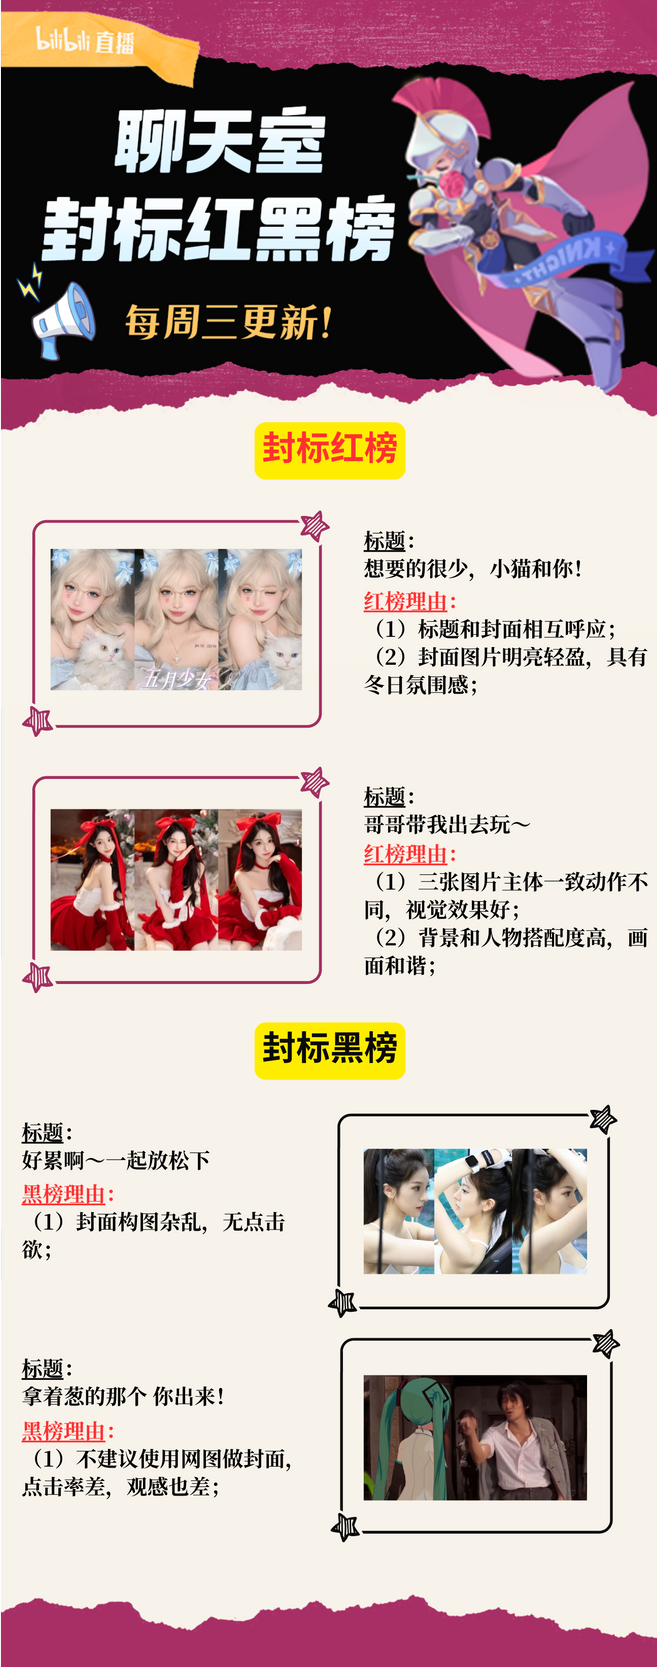 bilibili 直播
聊天室
封标红黑榜
每周三更新！
KNIGHT
封标红榜
五月少女
标题：
想要的很少，小猫和你！
红榜理由：
（1）标题和封面相互呼应；
（2）封面图片明亮轻盈，具有
冬日氛围感；
标题：
哥哥带我出去玩～
红榜理由：
（1）三张图片主体一致动作不
同，视觉效果好；
（2）背景和人物搭配度高，画
面和谐；
封标黑榜
标题：
好累啊～一起放松下
黑榜理由：
（1）封面构图杂乱，无点击
欲；
标题：
拿着葱的那个 你出来！
黑榜理由：
（1）不建议使用网图做封面，
点击率差，观感也差；